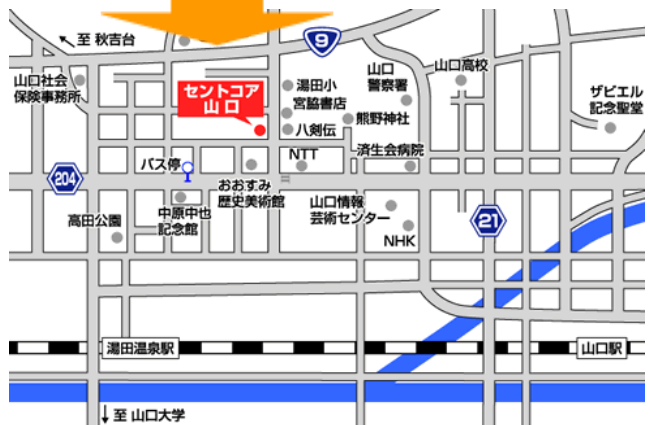 至 秋吉台
9
山口社会
保険事務所
セントコア
山口
湯田小
宮脇書店
八剣伝
山口
警察署
熊野神社
山口高校
ザビエル
記念聖堂
204
バス停
おおすみ
歴史美術館
NTT
済生会病院
高田公園
中原中也
記念館
山口情報
芸術センター
NHK
21
湯田温泉駅
山口駅
至 山口大学